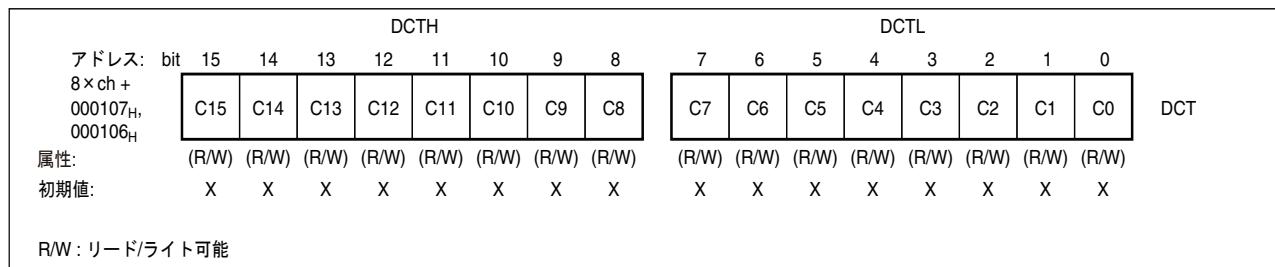 DCTH DCTL
アドレス: bit 15 14 13 12 11 10 9 8 7 6 5 4 3 2 1 0
8×ch +
000107H, C15 C14 C13 C12 C11 C10 C9 C8 C7 C6 C5 C4 C3 C2 C1 C0 DCT
000106H
属性: (R/W) (R/W) (R/W) (R/W) (R/W) (R/W) (R/W) (R/W) (R/W) (R/W) (R/W) (R/W) (R/W) (R/W) (R/W) (R/W)
初期値: X X X X X X X X X X X X X X X X
R/W : リード/ライト可能